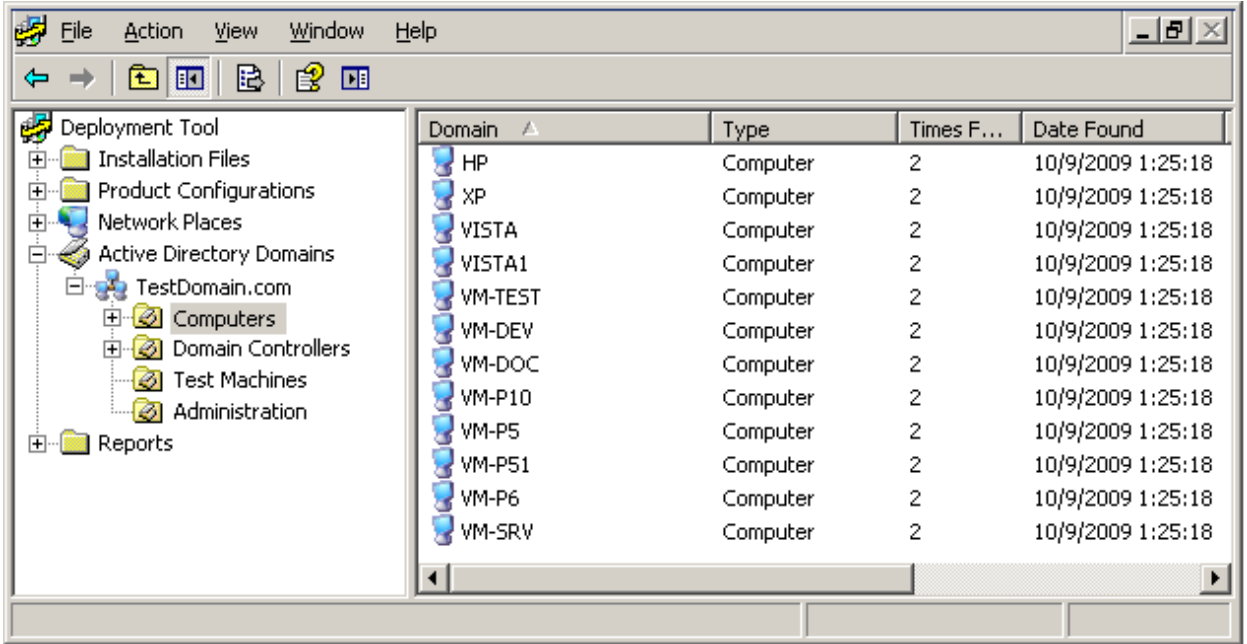 File Action View Window Help
Deployment Tool
Installation Files
Product Configurations
Network Places
Active Directory Domains
TestDomain.com
Computers
Domain Controllers
Test Machines
Administration
Reports
Domain Type Times F... Date Found
HP Computer 2 10/9/2009 1:25:18
XP Computer 2 10/9/2009 1:25:18
VISTA Computer 2 10/9/2009 1:25:18
VISTA1 Computer 2 10/9/2009 1:25:18
VM-TEST Computer 2 10/9/2009 1:25:18
VM-DEV Computer 2 10/9/2009 1:25:18
VM-DOC Computer 2 10/9/2009 1:25:18
VM-P10 Computer 2 10/9/2009 1:25:18
VM-P5 Computer 2 10/9/2009 1:25:18
VM-P51 Computer 2 10/9/2009 1:25:18
VM-P6 Computer 2 10/9/2009 1:25:18
VM-SRV Computer 2 10/9/2009 1:25:18